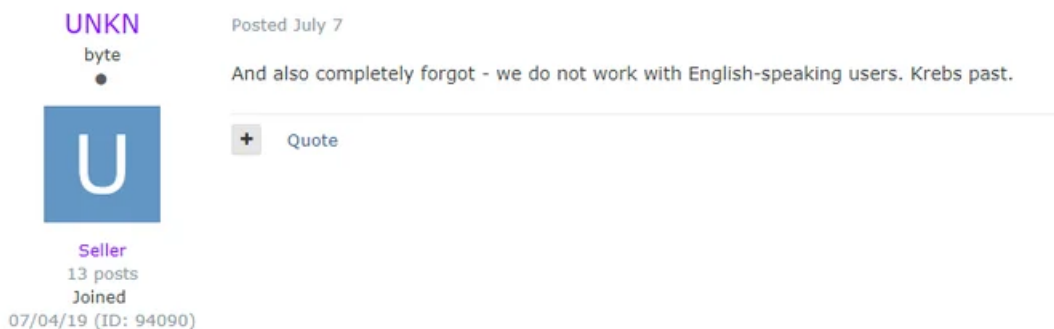 UNKN
byte
U
Seller
13 posts
Joined
07/04/19 (ID: 94090)
Posted July 7
And also completely forgot - we do not work with English-speaking users. Krebs past.
+ Quote